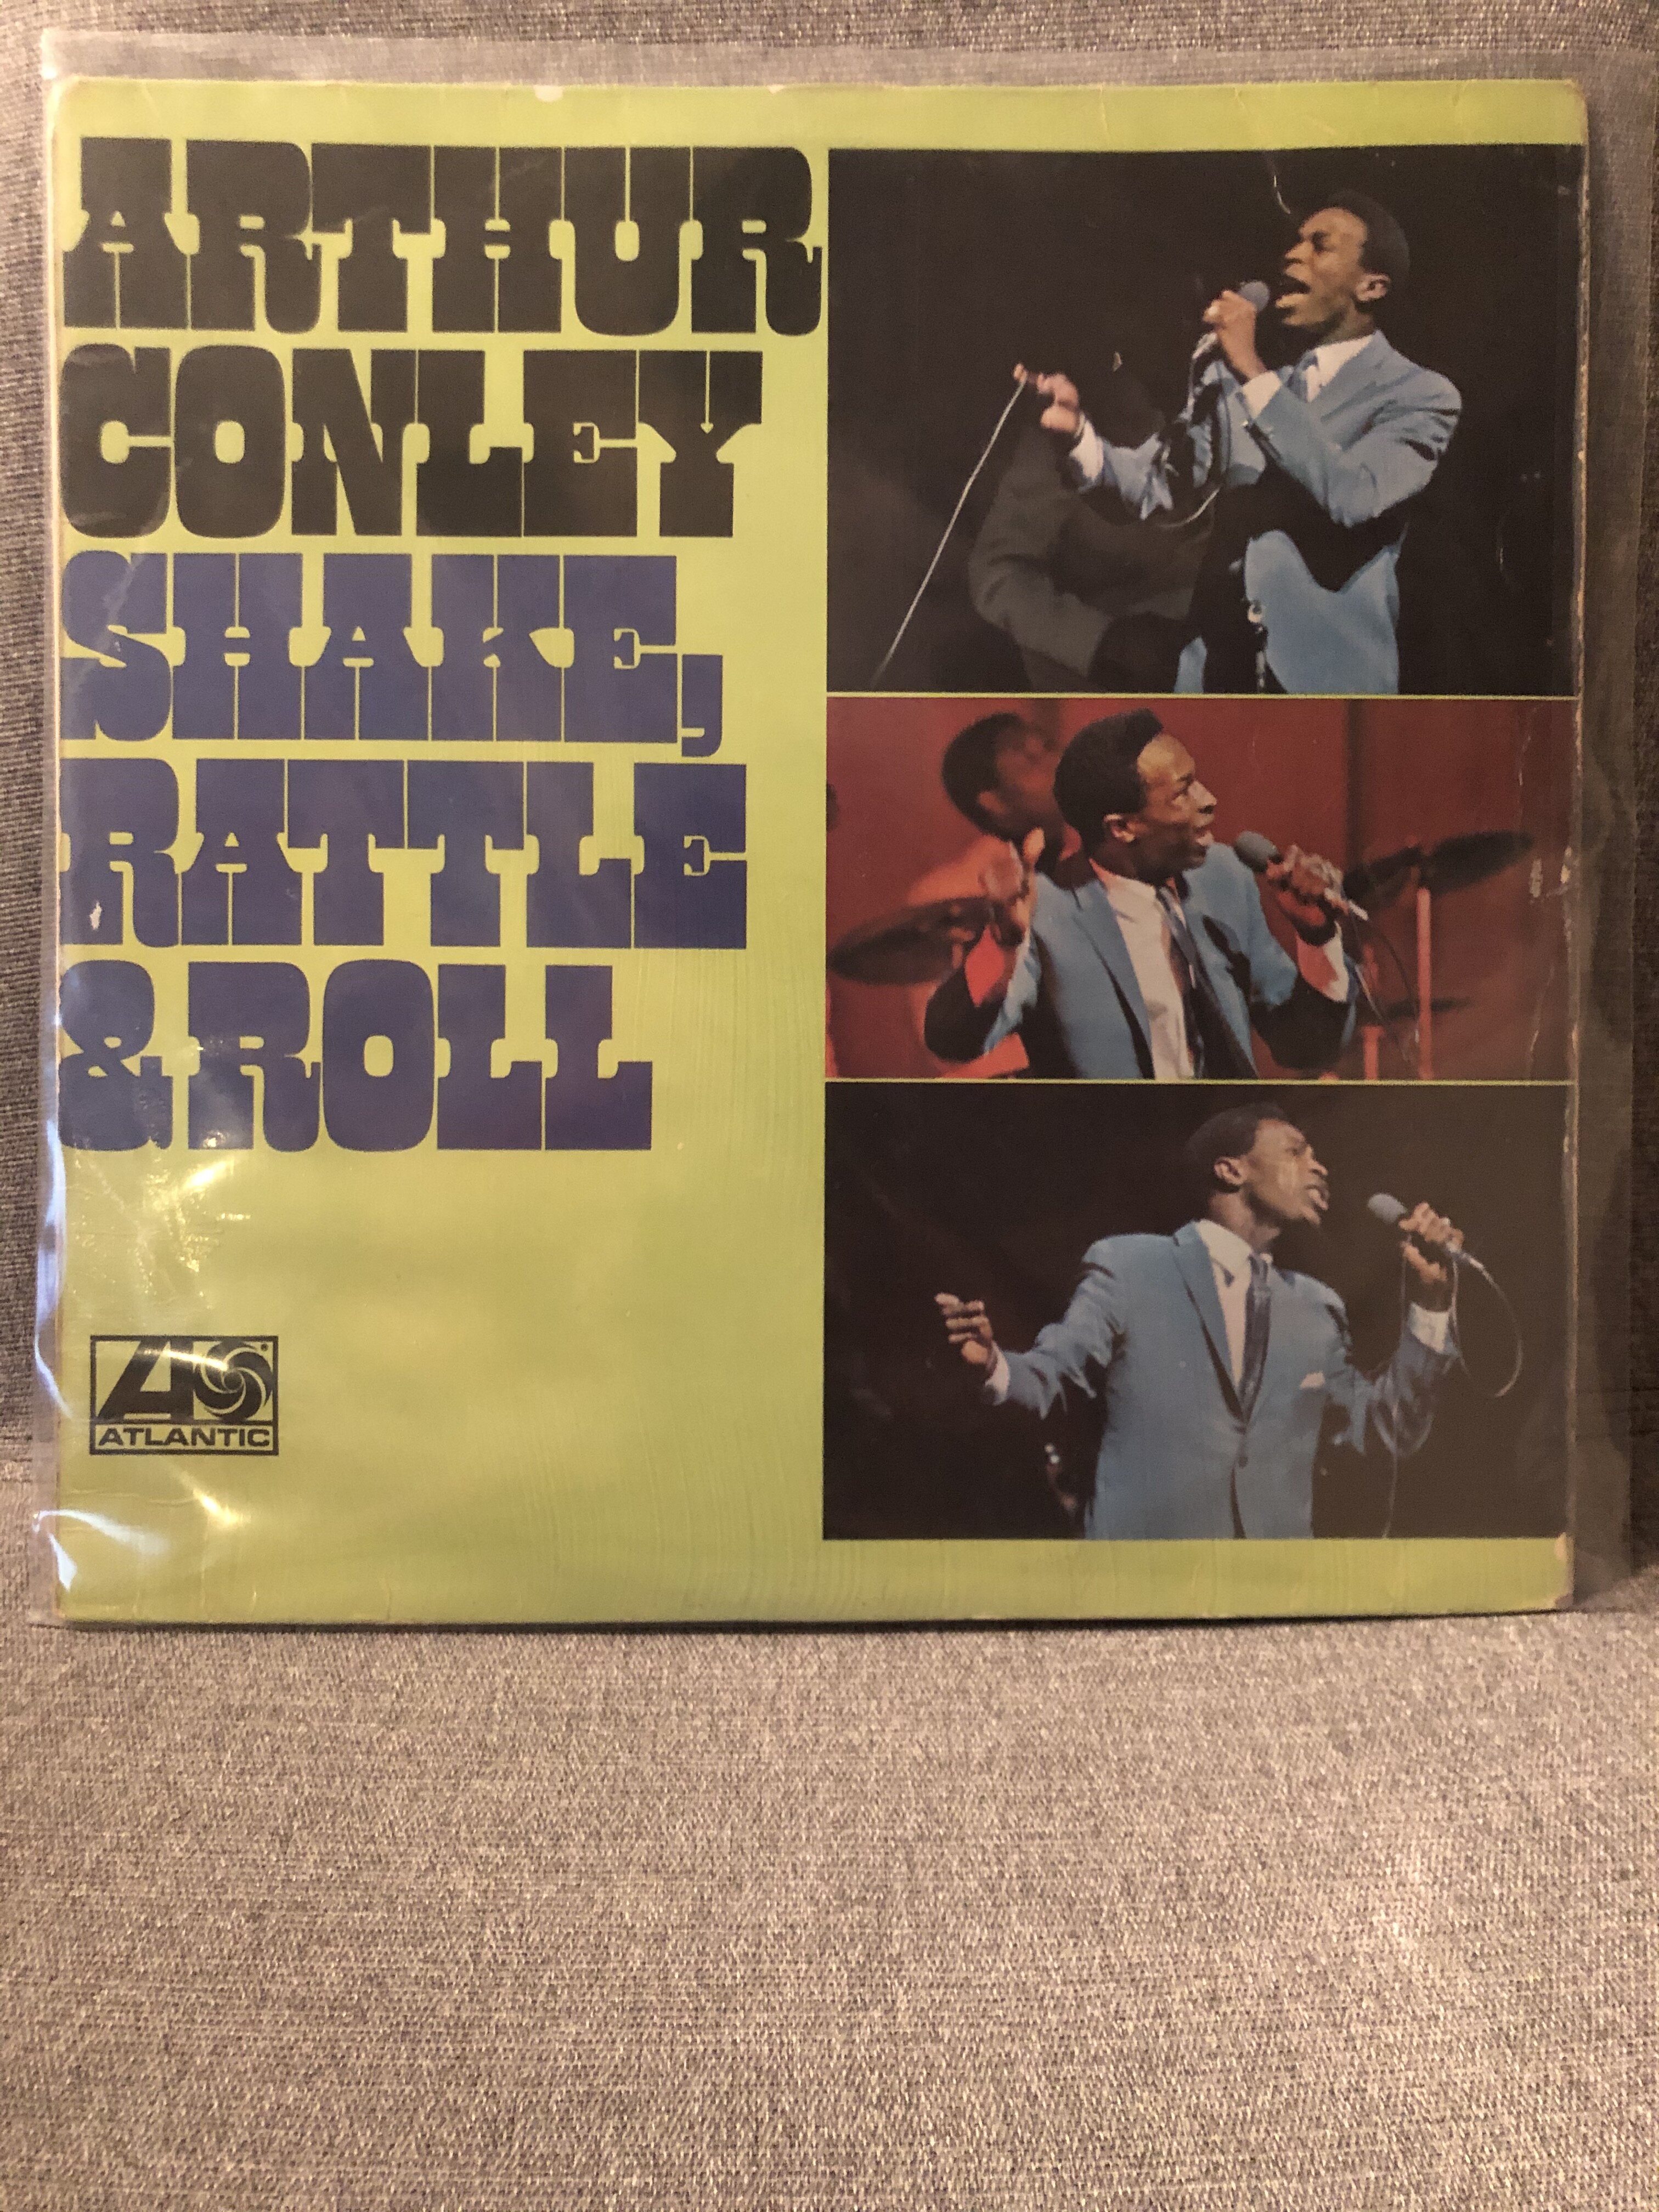 ARTHUR
CONLEY
SHAKE,
RATTLE
& ROLL
ATLANTIC